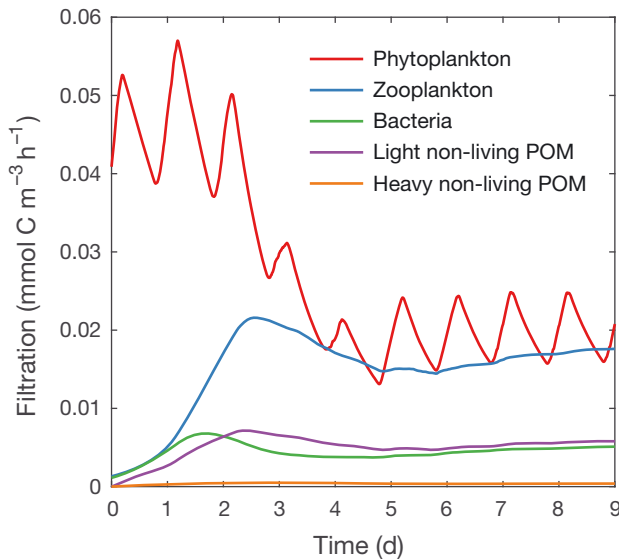 0.06
0.05
0.04
0.03
0.02
0.01
0
Filtration (mmol C m⁻³ h⁻¹)
Phytoplankton
Zooplankton
Bacteria
Light non-living POM
Heavy non-living POM
0 1 2 3 4 5 6 7 8 9
Time (d)